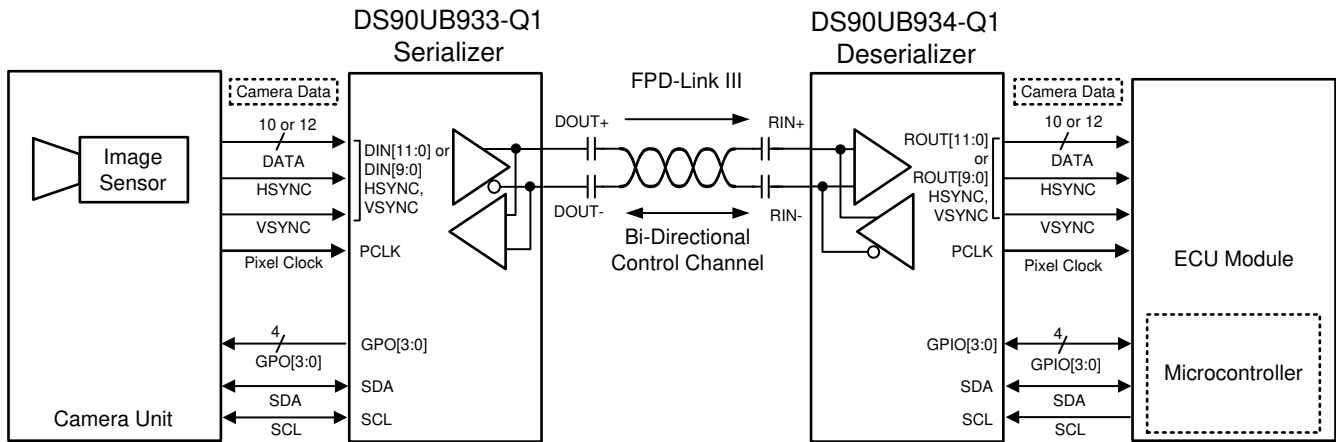 DS90UB933-Q1
Serializer
DS90UB934-Q1
Deserializer
Camera Data
FPD-Link III
Camera Data
Image
Sensor
10 or 12
DATA
HSYNC
VSYNC
Pixel Clock
DIN[11:0] or
DIN[9:0]
HSYNC,
VSYNC
PCLK
DOUT+
DOUT-
RIN+
RIN-
Bi-Directional
Control Channel
ROUT[11:0]
or
ROUT[9:0]
HSYNC,
VSYNC
PCLK
10 or 12
DATA
HSYNC
VSYNC
Pixel Clock
ECU Module
4
GPO[3:0]
SDA
SCL
GPO[3:0]
SDA
SCL
Camera Unit
GPIO[3:0]
SDA
SCL
4
GPIO[3:0]
SDA
SCL
Microcontroller